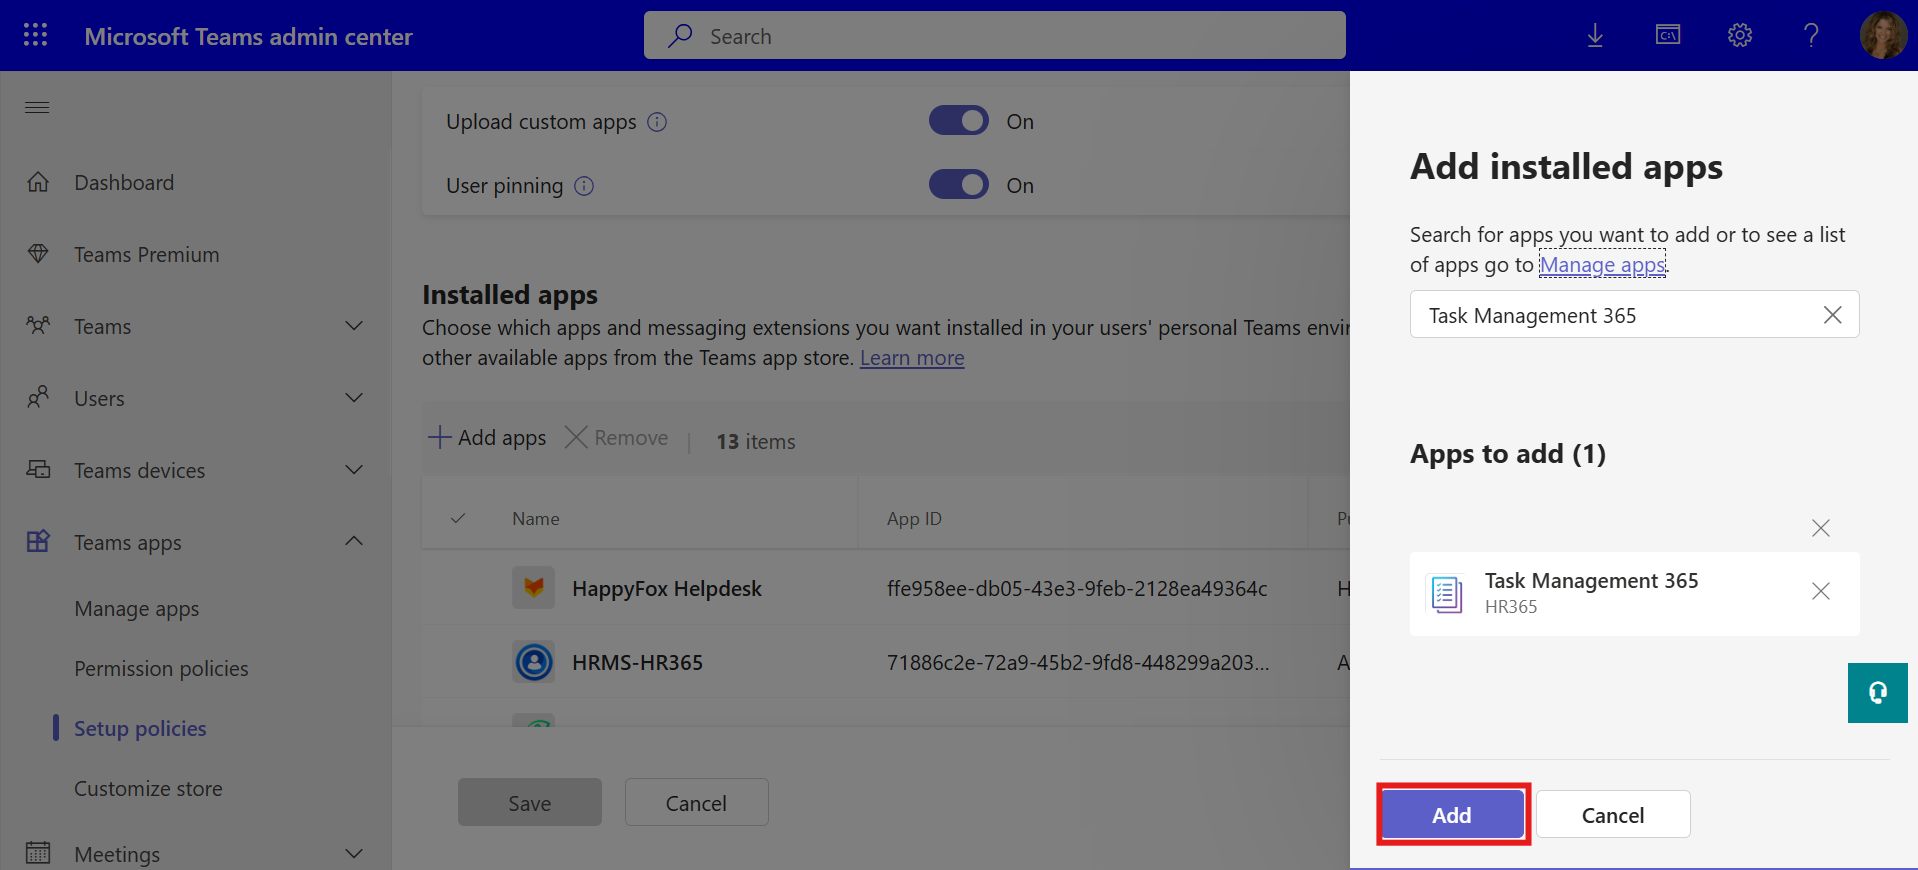 Microsoft Teams admin center
Search
C:\
Dashboard
Teams Premium
Teams
Users
Teams devices
Teams apps
Manage apps
Permission policies
Setup policies
Customize store
Meetings
Upload custom apps
On
User pinning
On
Installed apps
Choose which apps and messaging extensions you want installed in your users' personal Teams envir
other available apps from the Teams app store. Learn more
Add apps
Remove
13 items
Name
App ID
HappyFox Helpdesk
ffe958ee-db05-43e3-9feb-2128ea49364c
H
HRMS-HR365
71886c2e-72a9-45b2-9fd8-448299a203...
A
Save
Cancel
Add installed apps
Search for apps you want to add or to see a list
of apps go to Manage apps.
Task Management 365
Apps to add (1)
Task Management 365
HR365
Add
Cancel